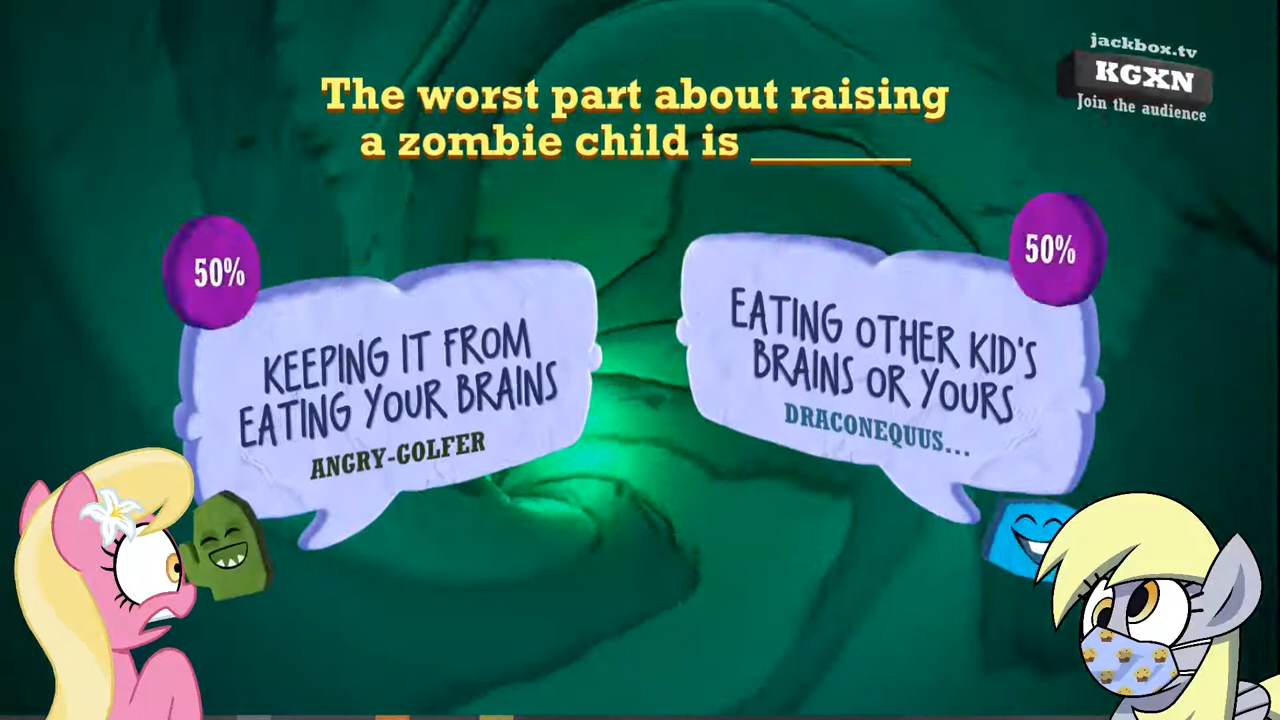 jackbox.tv
KGXN
Join the audience
The worst part about raising
a zombie child is ________
50%
KEEPING IT FROM
EATING YOUR BRAINS
ANGRY-GOLFER
50%
EATING OTHER KID'S
BRAINS OR YOURS
DRACONEQUUS...